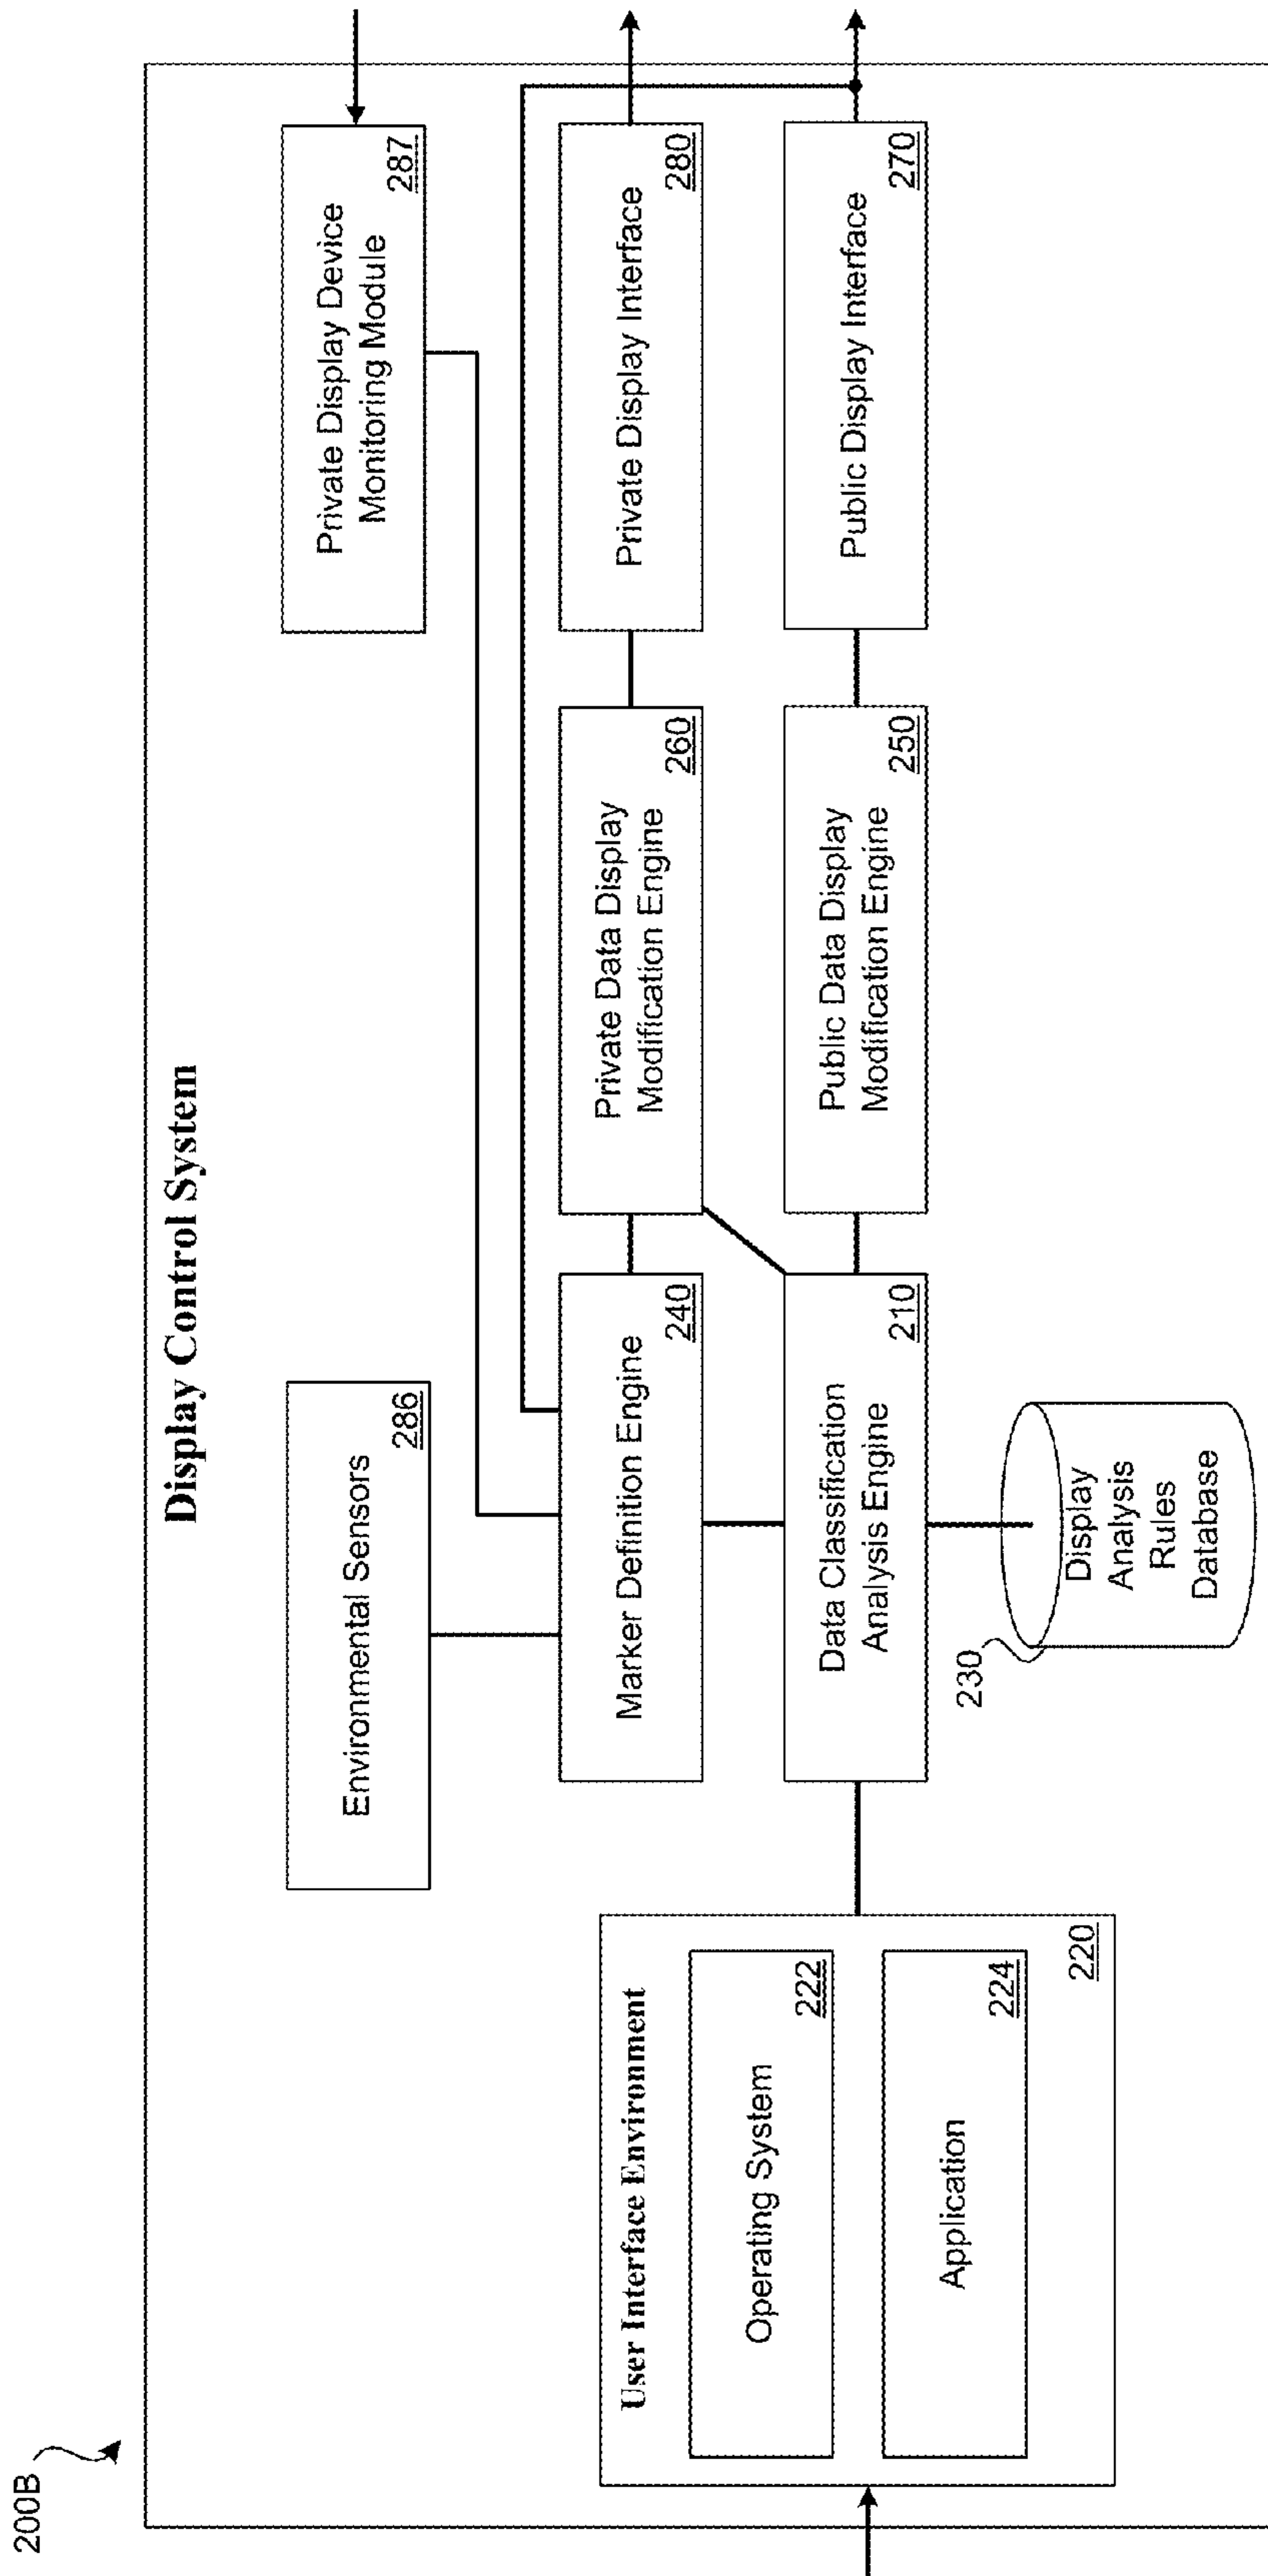 200B
Display Control System
Environmental Sensors
286
Private Display Device
Monitoring Module
287
User Interface Environment
Operating System
222
Application
224
220
Marker Definition Engine
240
Private Data Display
Modification Engine
260
Private Display Interface
280
Data Classification
Analysis Engine
210
Public Data Display
Modification Engine
250
Public Display Interface
270
230
Display
Analysis
Rules
Database